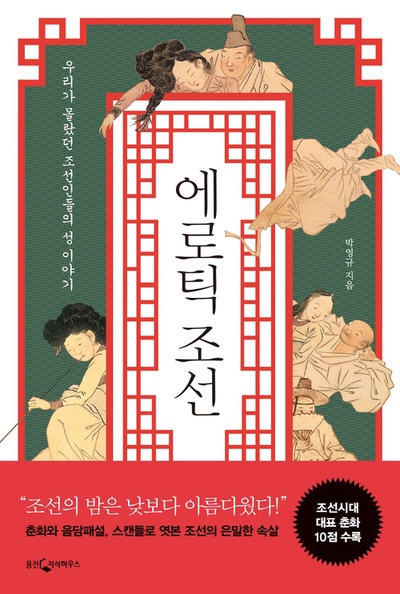 우리가 몰랐던 조선인들의 성 이야기
에로틱 조선
박영규 지음
“조선의 밤은 낮보다 아름다웠다!”
춘화와 음담패설, 스캔들로 엿본 조선의 은밀한 속살
조선시대
대표 춘화
10점 수록
웅진 지식하우스